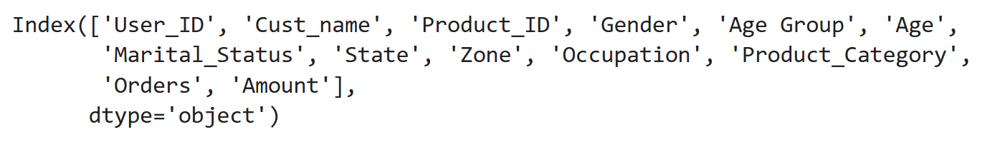 Index(['User_ID', 'Cust_name', 'Product_ID', 'Gender', 'Age Group', 'Age',
'Marital_Status', 'State', 'Zone', 'Occupation', 'Product_Category',
'Orders', 'Amount'],
dtype='object')